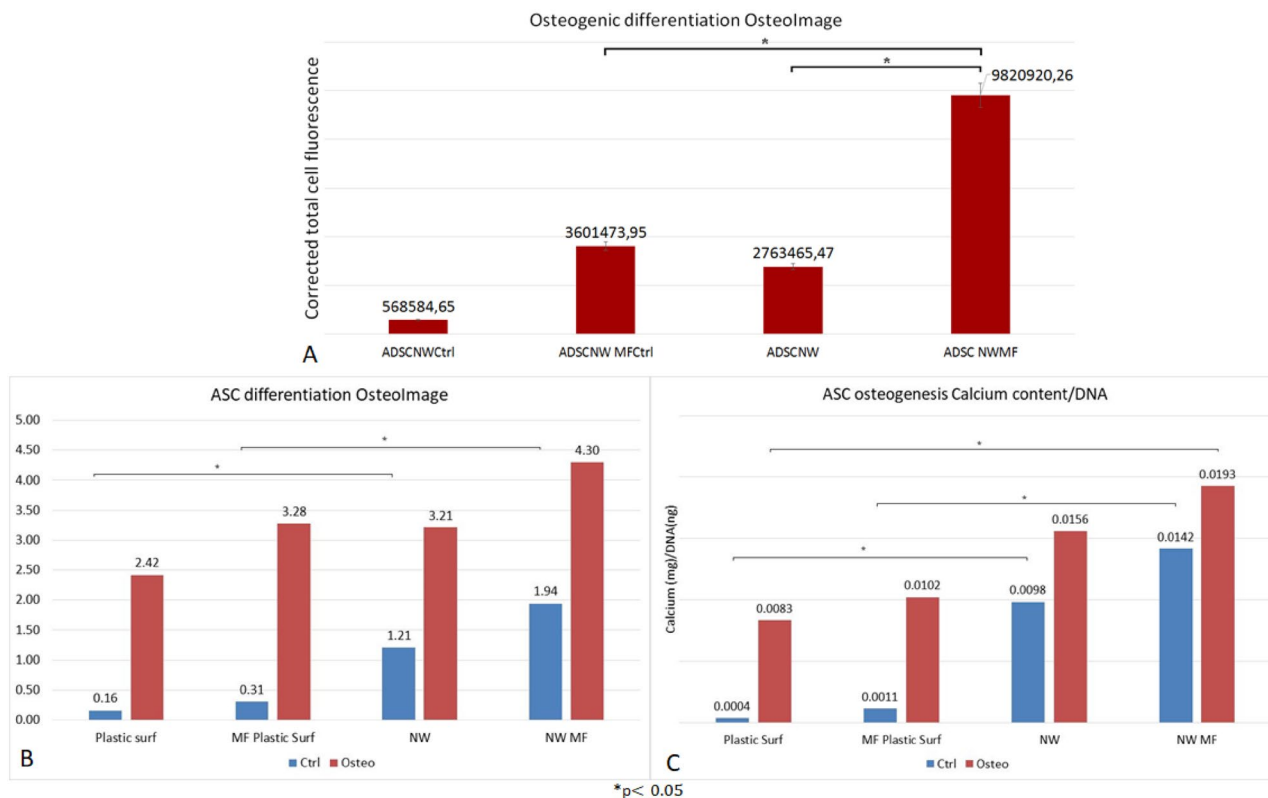 Osteogenic differentiation OsteoImage
*
*
9820920,26
3601473,95
2763465,47
568584,65
Corrected total cell fluorescence
A
ADSCNWCtrl
ADSCNW MFCtrl
ADSCNW
ADSC NWMF
ASC differentiation OsteoImage
5.00
4.50
4.00
3.50
3.00
2.50
2.00
1.50
1.00
0.50
0.00
*
*
0.16
2.42
0.31
3.28
1.21
3.21
1.94
4.30
Plastic surf
MF Plastic Surf
NW
NW MF
B
Ctrl
Osteo
ASC osteogenesis Calcium content/DNA
Calcium (mg)/DNA(ng)
*
*
*
0.0004
0.0083
0.0011
0.0102
0.0098
0.0156
0.0142
0.0193
Plastic Surf
MF Plastic Surf
NW
NW MF
C
Ctrl
Osteo
*p< 0.05